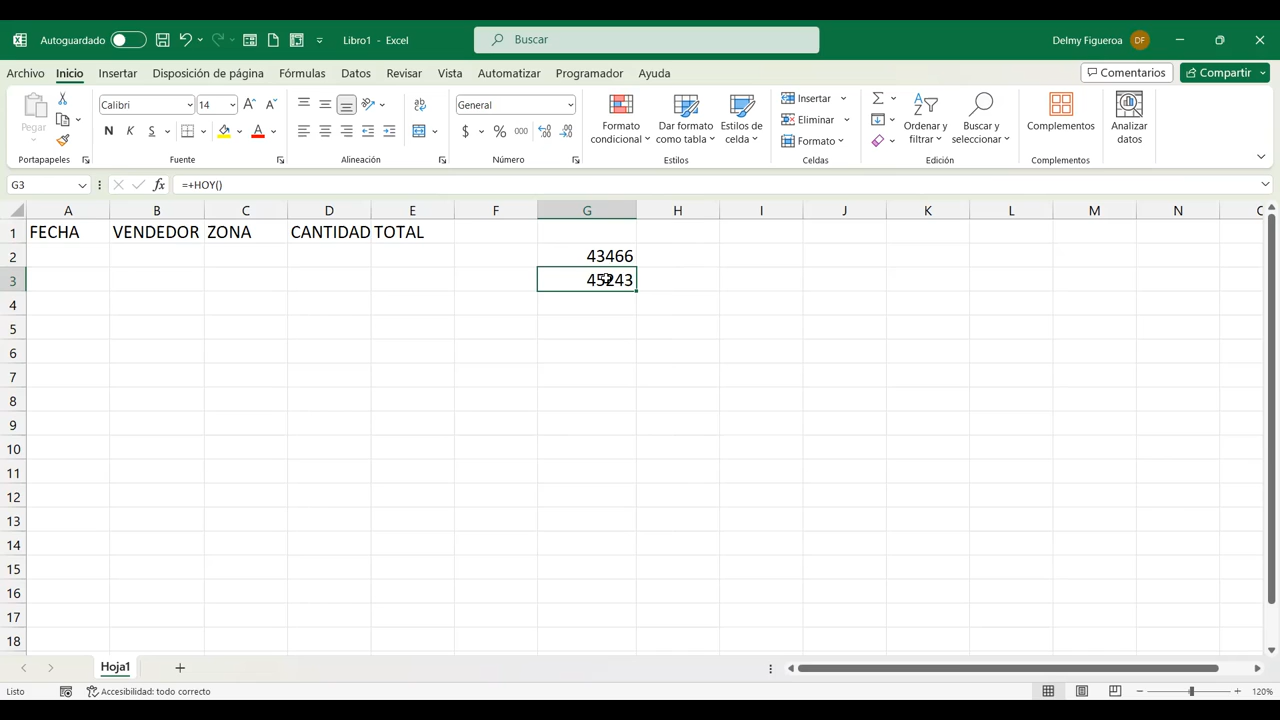 Autoguardado
Libro1 - Excel
Buscar
Delmy Figueroa
DF
Archivo Inicio Insertar Disposición de página Fórmulas Datos Revisar Vista Automatizar Programador Ayuda
Comentarios
Compartir
Pegar
Portapapeles
Calibri
14
N K S
Fuente
Alineación
General
$ % 000
Número
Formato
condicional
Dar formato
como tabla
Estilos de
celda
Estilos
Insertar
Eliminar
Formato
Celdas
Ordenar y
filtrar
Buscar y
seleccionar
Edición
Complementos
Complementos
Analizar
datos
G3
fx
=+HOY()
A B C D E F G H I J K L M N
1 FECHA VENDEDOR ZONA CANTIDAD TOTAL
2 43466
3 45243
4
5
6
7
8
9
10
11
12
13
14
15
16
17
18
Hoja1
Listo
Accesibilidad: todo correcto
120%